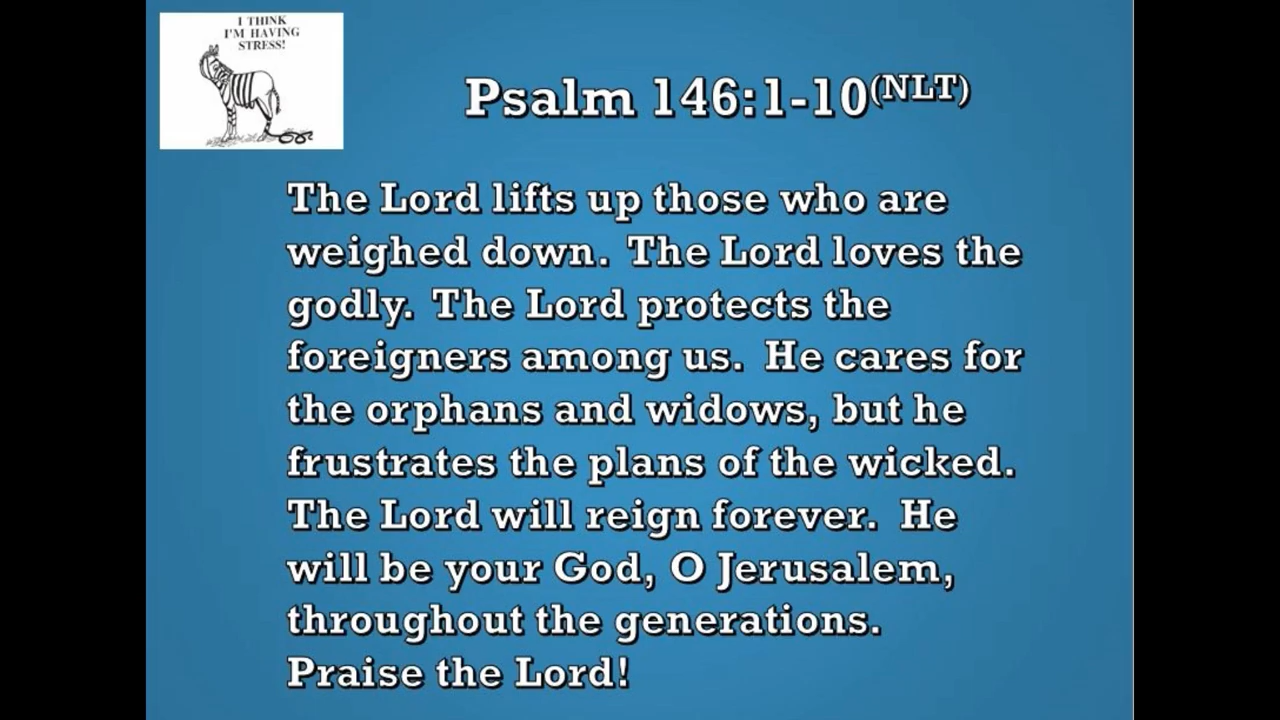 I THINK
I'M HAVING
STRESS!
Psalm 146:1-10(NLT)
The Lord lifts up those who are
weighed down. The Lord loves the
godly. The Lord protects the
foreigners among us. He cares for
the orphans and widows, but he
frustrates the plans of the wicked.
The Lord will reign forever. He
will be your God, O Jerusalem,
throughout the generations.
Praise the Lord!